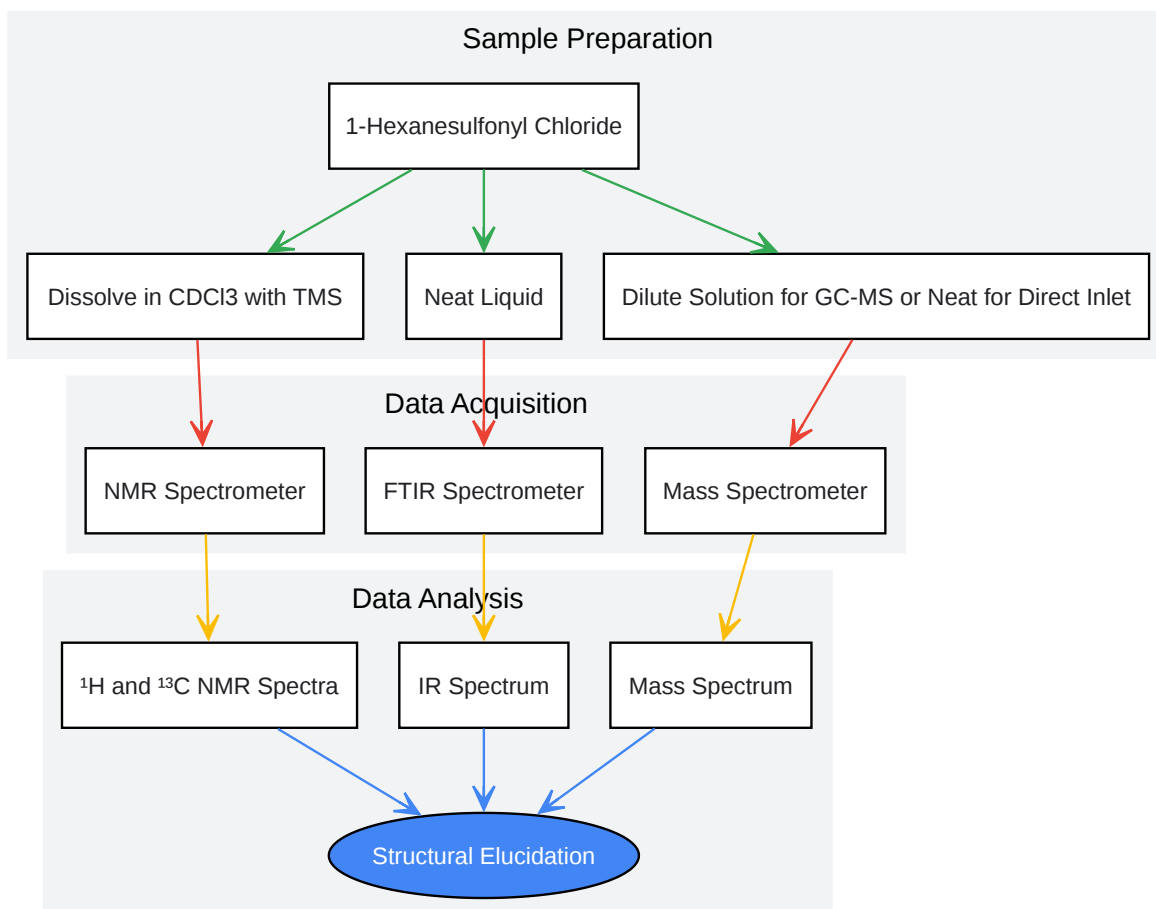 Sample Preparation
1-Hexanesulfonyl Chloride
Dissolve in CDCl3 with TMS
Neat Liquid
Dilute Solution for GC-MS or Neat for Direct Inlet
Data Acquisition
NMR Spectrometer
FTIR Spectrometer
Mass Spectrometer
Data Analysis
¹H and ¹³C NMR Spectra
IR Spectrum
Mass Spectrum
Structural Elucidation